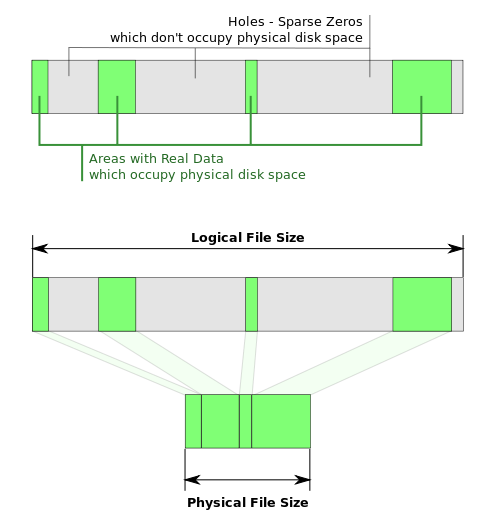 Holes - Sparse Zeros
which don't occupy physical disk space
Areas with Real Data
which occupy physical disk space
Logical File Size
Physical File Size